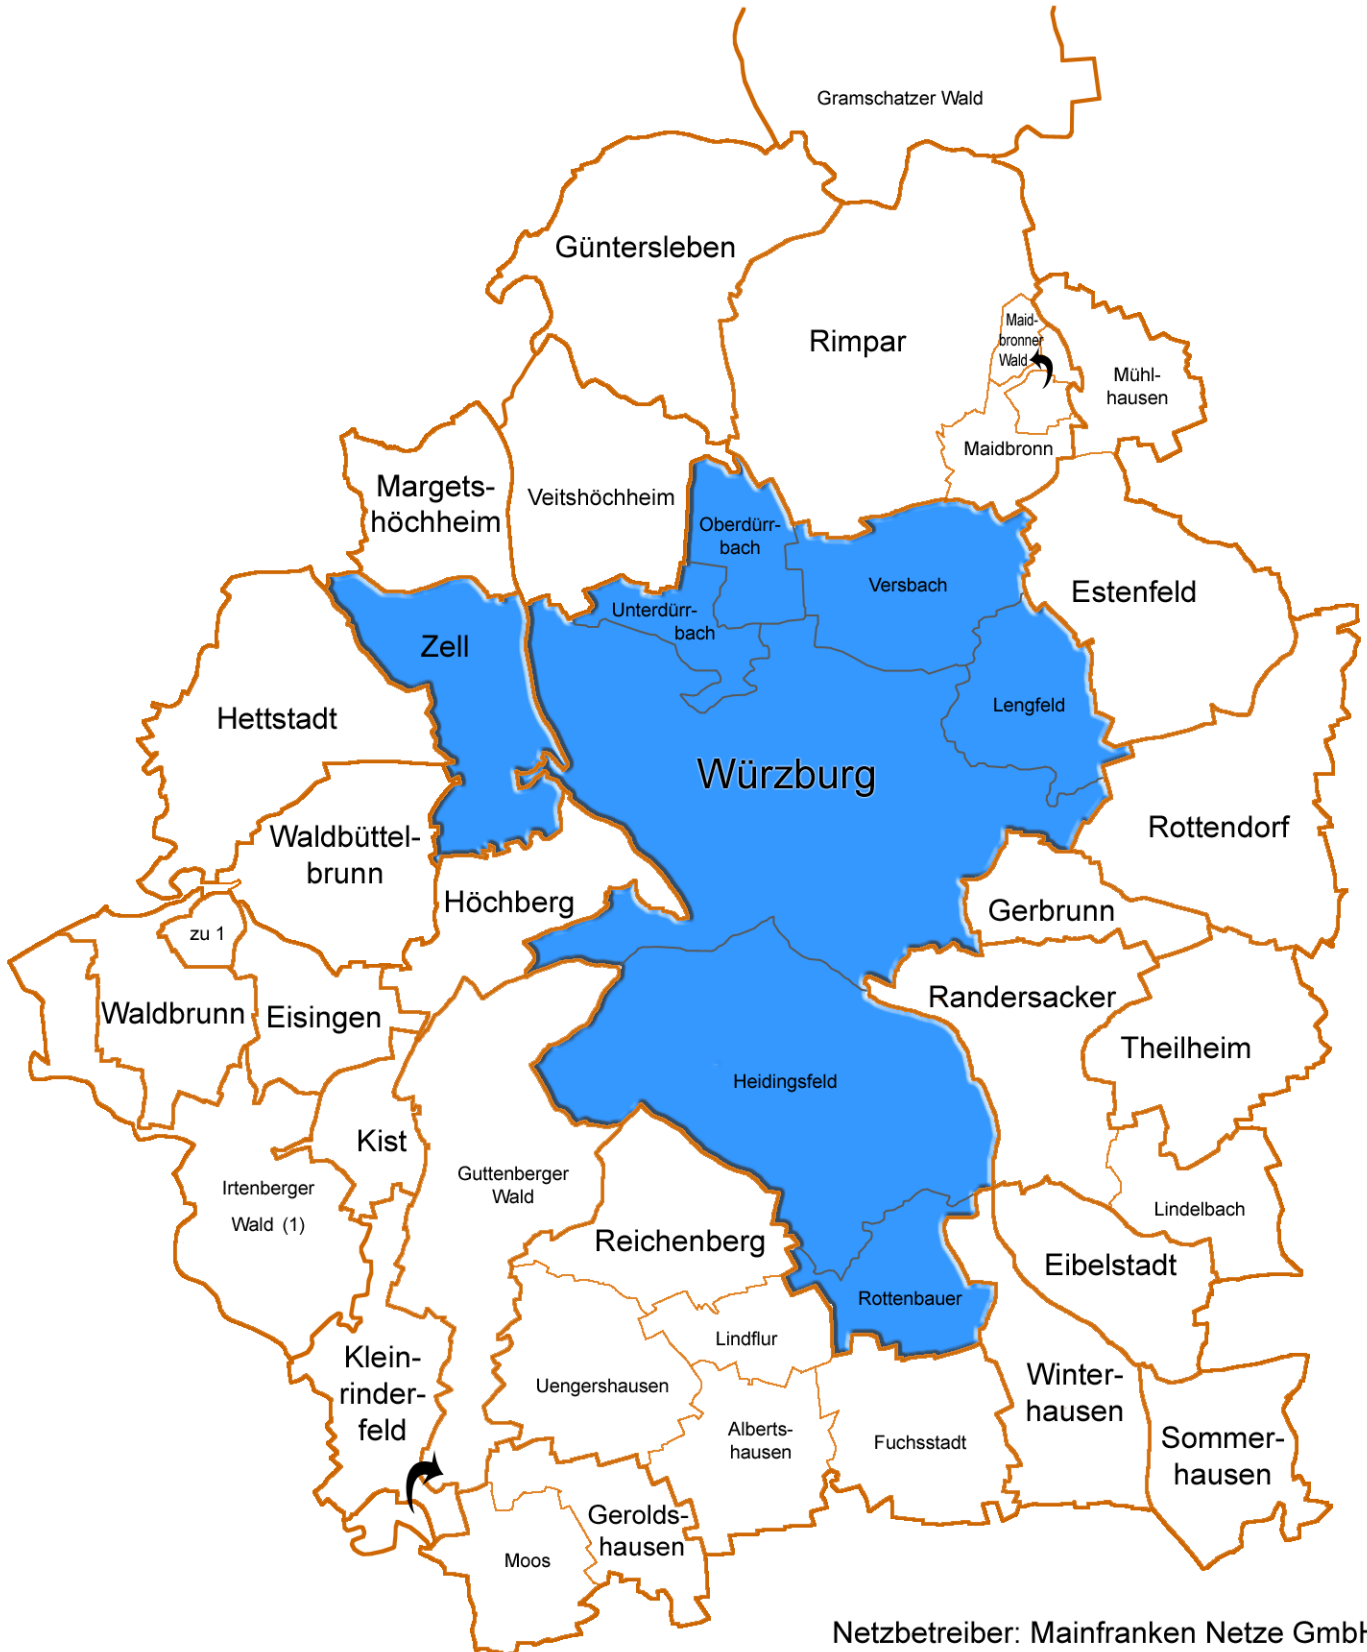 Gramschatzer Wald
Güntersleben
Rimpar
Maid-
bronner
Wald
Mühl-
hausen
Maidbronn
Margets-
höchheim
Veitshöchheim
Oberdürr-
bach
Versbach
Estenfeld
Unterdürr-
bach
Zell
Lengfeld
Hettstadt
Würzburg
Rottendorf
Waldbüttel-
brunn
Höchberg
Gerbrunn
zu 1
Randersacker
Waldbrunn
Eisingen
Theilheim
Heidingsfeld
Kist
Guttenberger
Wald
Irtenberger
Wald (1)
Lindelbach
Reichenberg
Eibelstadt
Rottenbauer
Lindflur
Klein-
rinder-
feld
Uengershausen
Winter-
hausen
Alberts-
hausen
Fuchsstadt
Sommer-
hausen
Gerolds-
hausen
Moos
Netzbetreiber: Mainfranken Netze GmbH